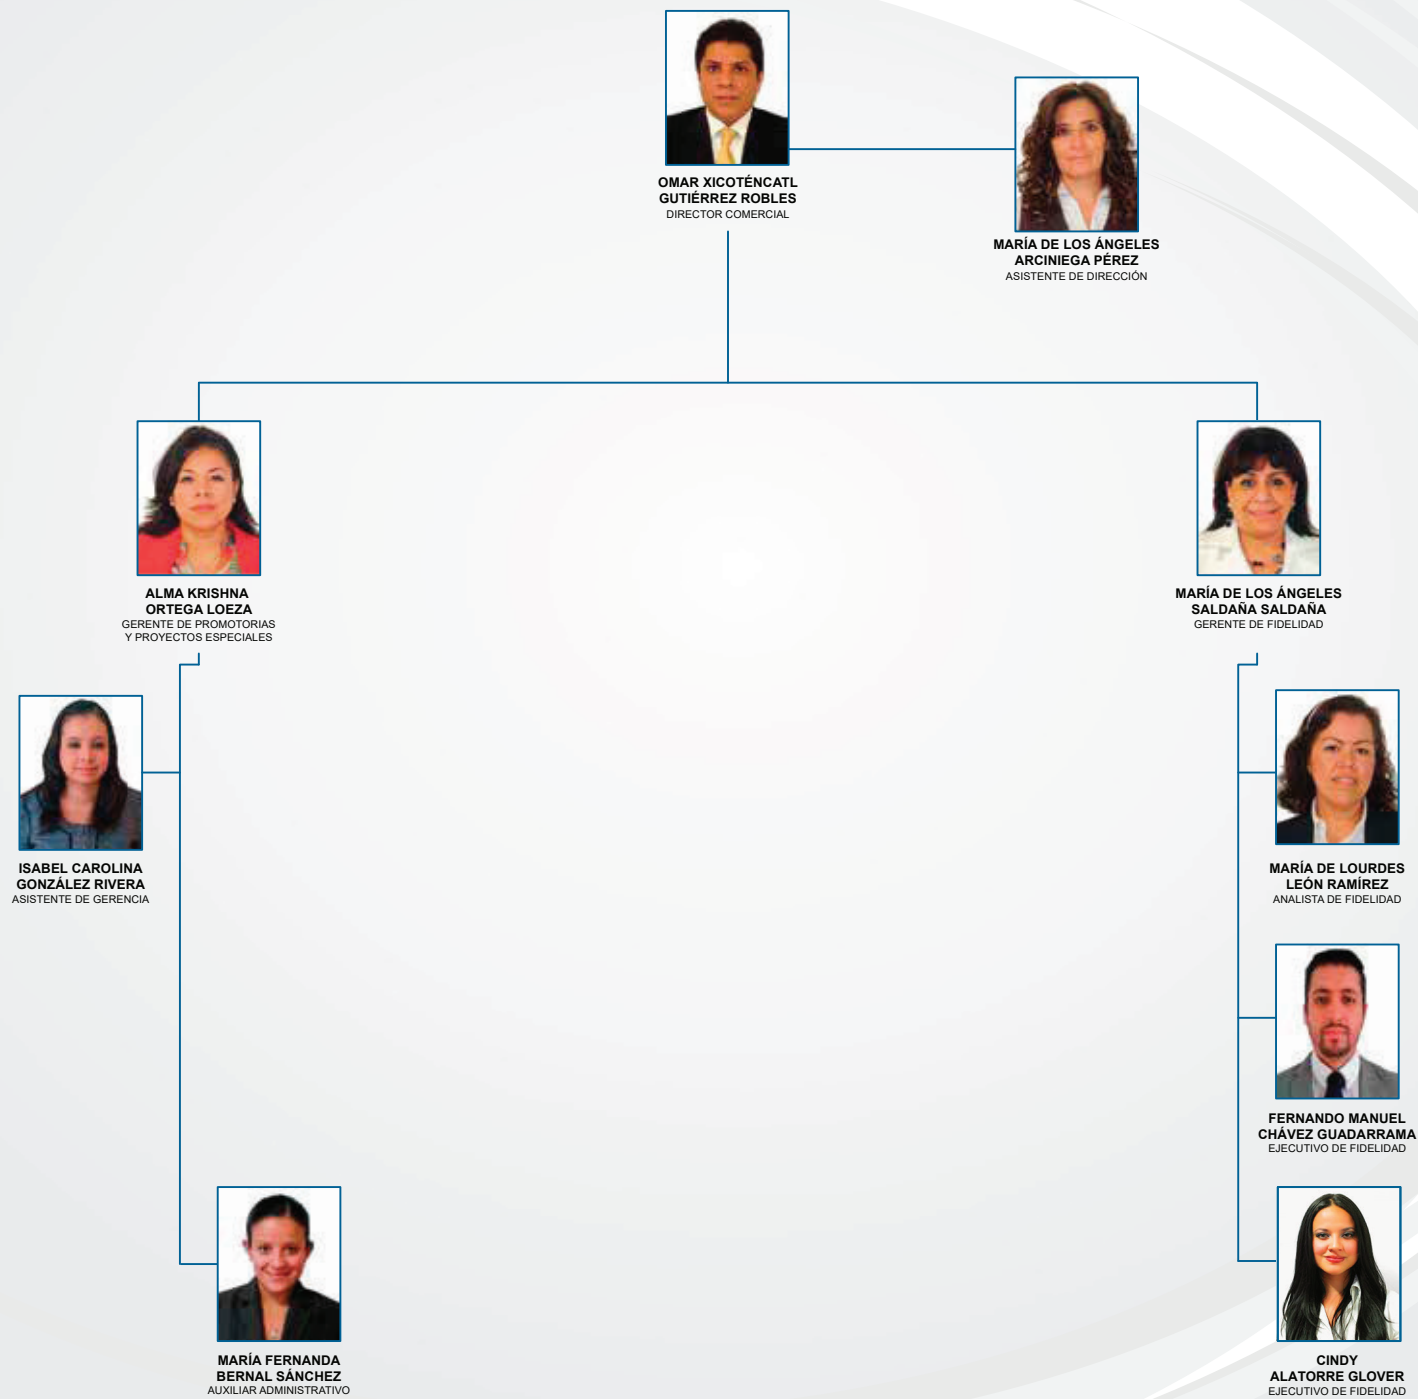 OMAR XICOTÉNCATL
GUTIÉRREZ ROBLES
DIRECTOR COMERCIAL
MARÍA DE LOS ÁNGELES
ARCINIEGA PÉREZ
ASISTENTE DE DIRECCIÓN
ALMA KRISHNA
ORTEGA LOEZA
GERENTE DE PROMOTORIAS
Y PROYECTOS ESPECIALES
MARÍA DE LOS ÁNGELES
SALDAÑA SALDAÑA
GERENTE DE FIDELIDAD
ISABEL CAROLINA
GONZÁLEZ RIVERA
ASISTENTE DE GERENCIA
MARÍA DE LOURDES
LEÓN RAMÍREZ
ANALISTA DE FIDELIDAD
FERNANDO MANUEL
CHÁVEZ GUADARRAMA
EJECUTIVO DE FIDELIDAD
MARÍA FERNANDA
BERNAL SÁNCHEZ
AUXILIAR ADMINISTRATIVO
CINDY
ALATORRE GLOVER
EJECUTIVO DE FIDELIDAD